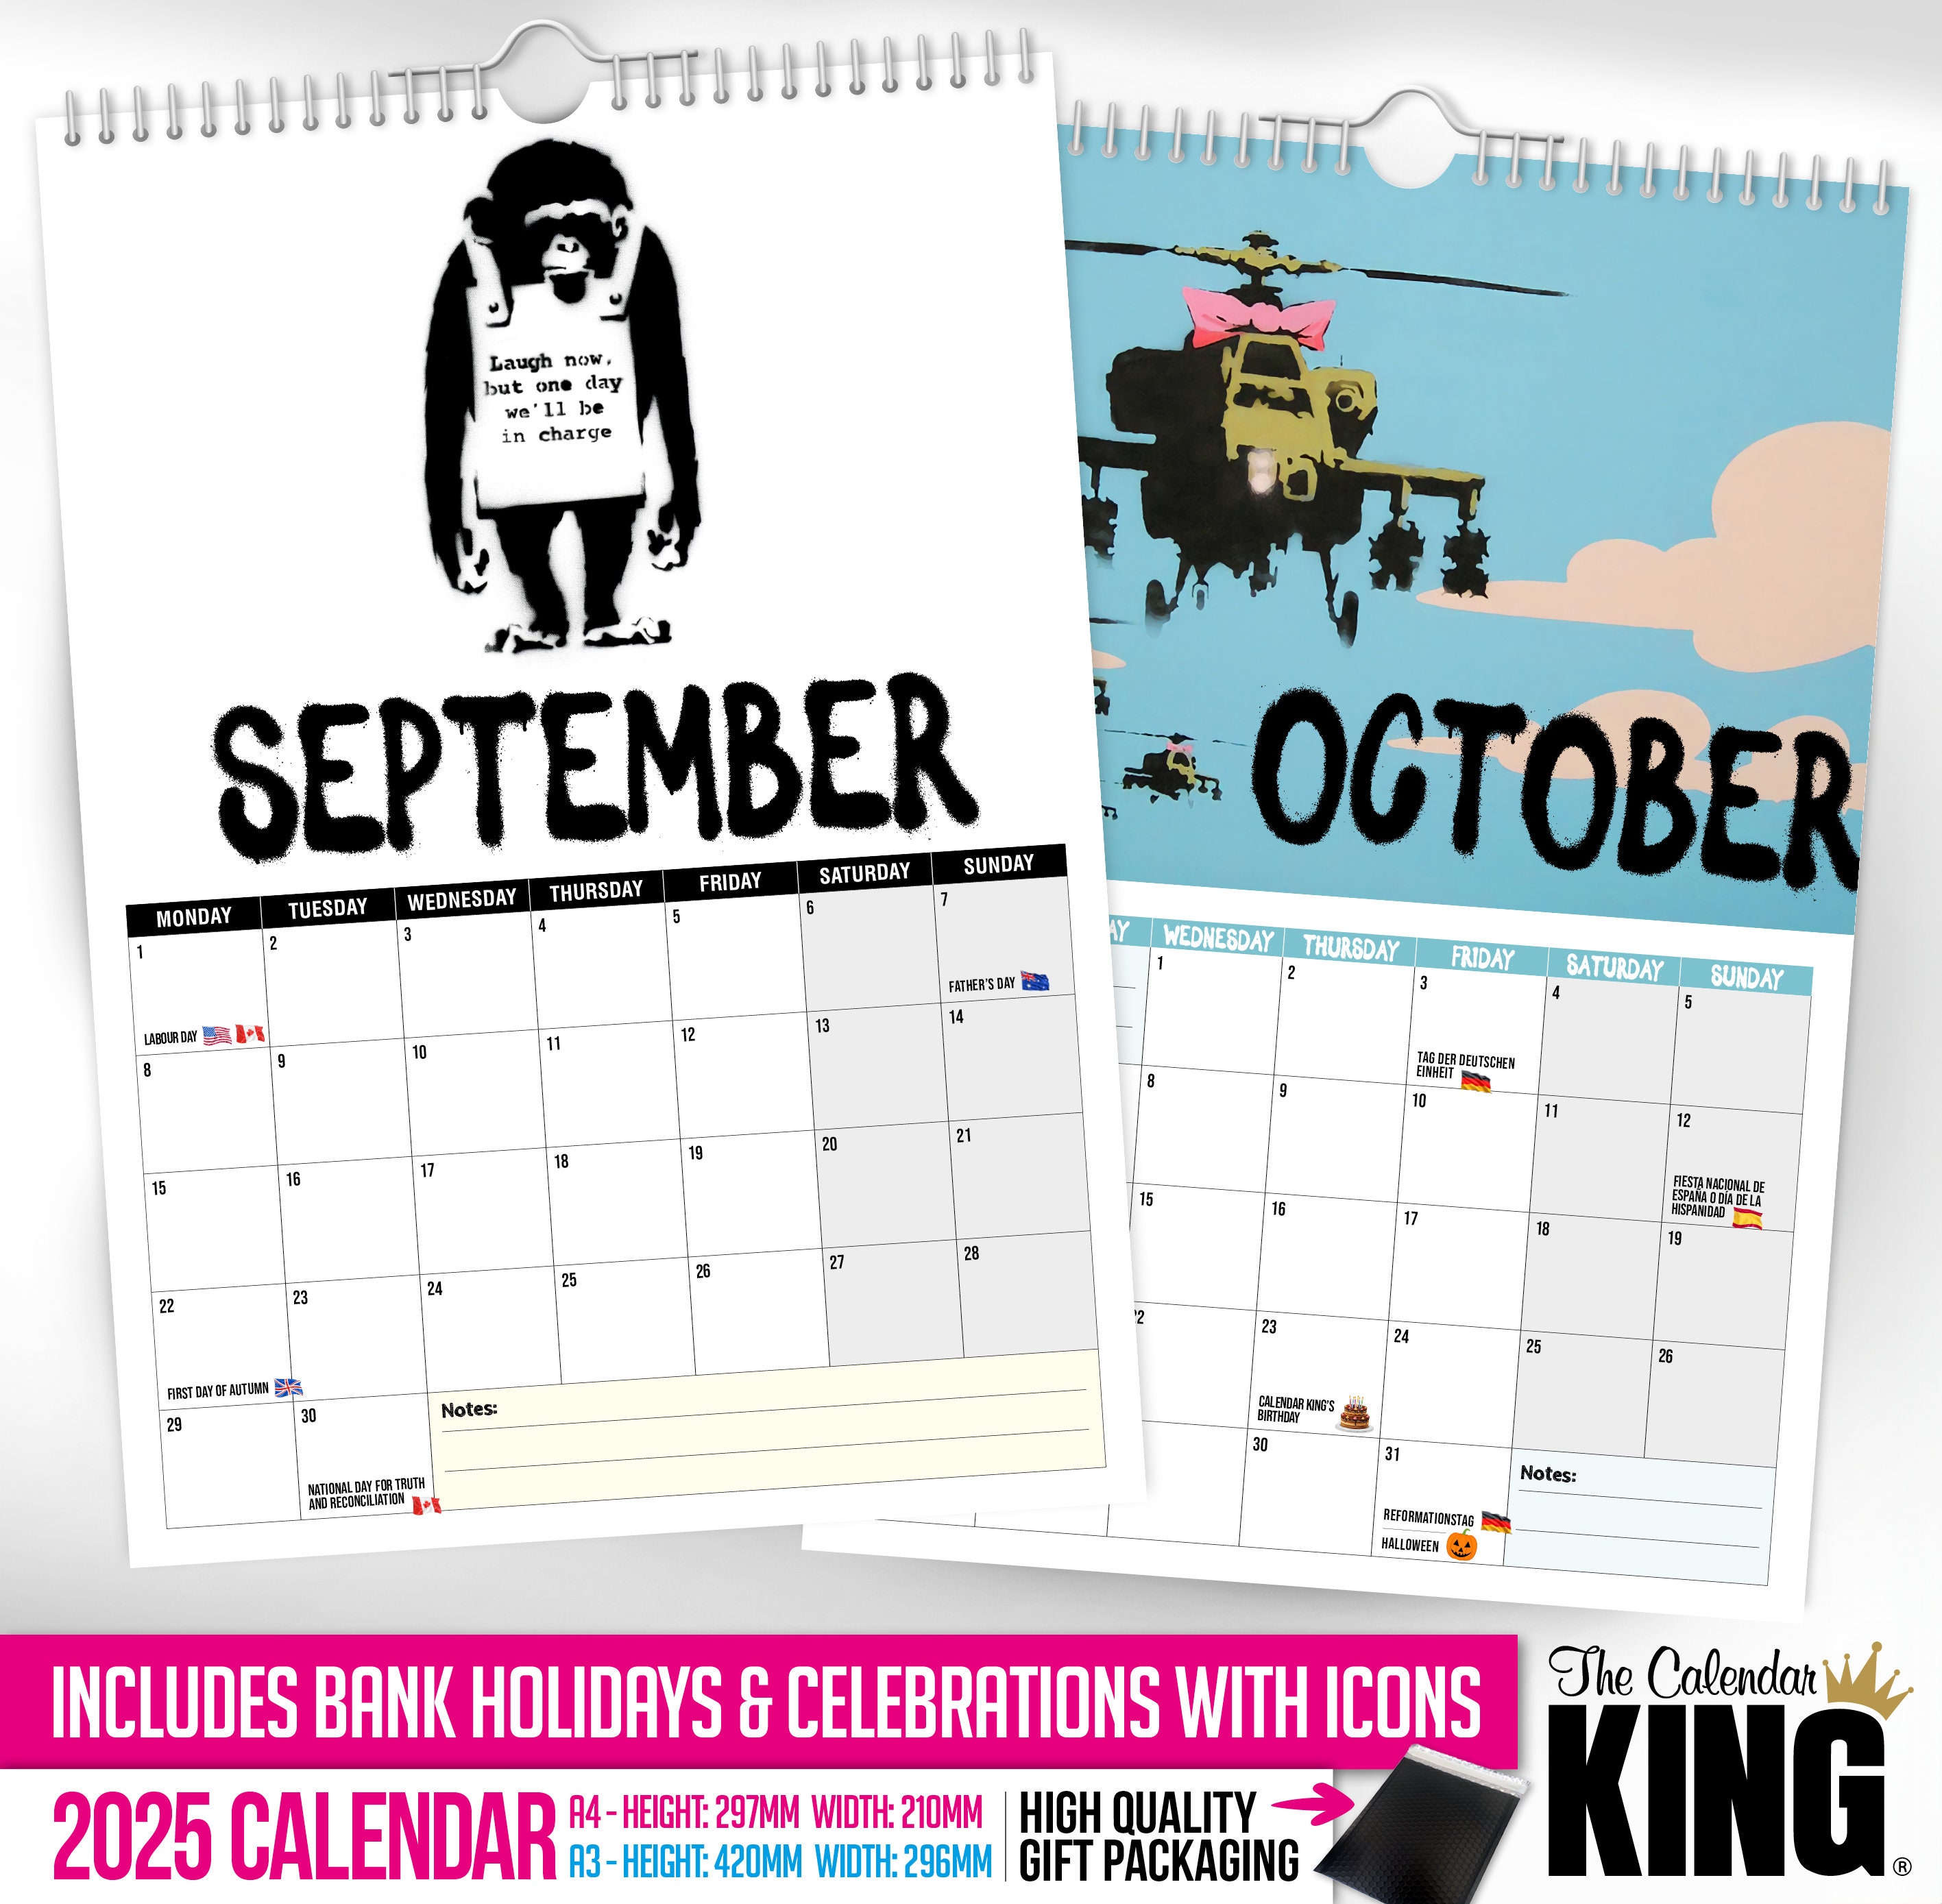 Laugh now,
but one day
we'll be
in charge
SEPTEMBER
MONDAY TUESDAY WEDNESDAY THURSDAY FRIDAY SATURDAY SUNDAY
1 2 3 4 5 6 7
LABOUR DAY
FATHER'S DAY
8 9 10 11 12 13 14
15 16 17 18 19 20 21
22 23 24 25 26 27 28
FIRST DAY OF AUTUMN
29 30
NATIONAL DAY FOR TRUTH
AND RECONCILIATION
Notes:
OCTOBER
AY WEDNESDAY THURSDAY FRIDAY SATURDAY SUNDAY
1 2 3 4 5
TAG DER DEUTSCHEN
EINHEIT
8 9 10 11 12
FIESTA NACIONAL DE
ESPAÑA O DÍA DE LA
HISPANIDAD
15 16 17 18 19
22 23 24 25 26
CALENDAR KING'S
BIRTHDAY
30 31
REFORMATIONSTAG
HALLOWEEN
Notes:
INCLUDES BANK HOLIDAYS & CELEBRATIONS WITH ICONS
2025 CALENDAR
A4 - HEIGHT: 297MM WIDTH: 210MM
A3 - HEIGHT: 420MM WIDTH: 296MM
HIGH QUALITY
GIFT PACKAGING
The Calendar
KING®